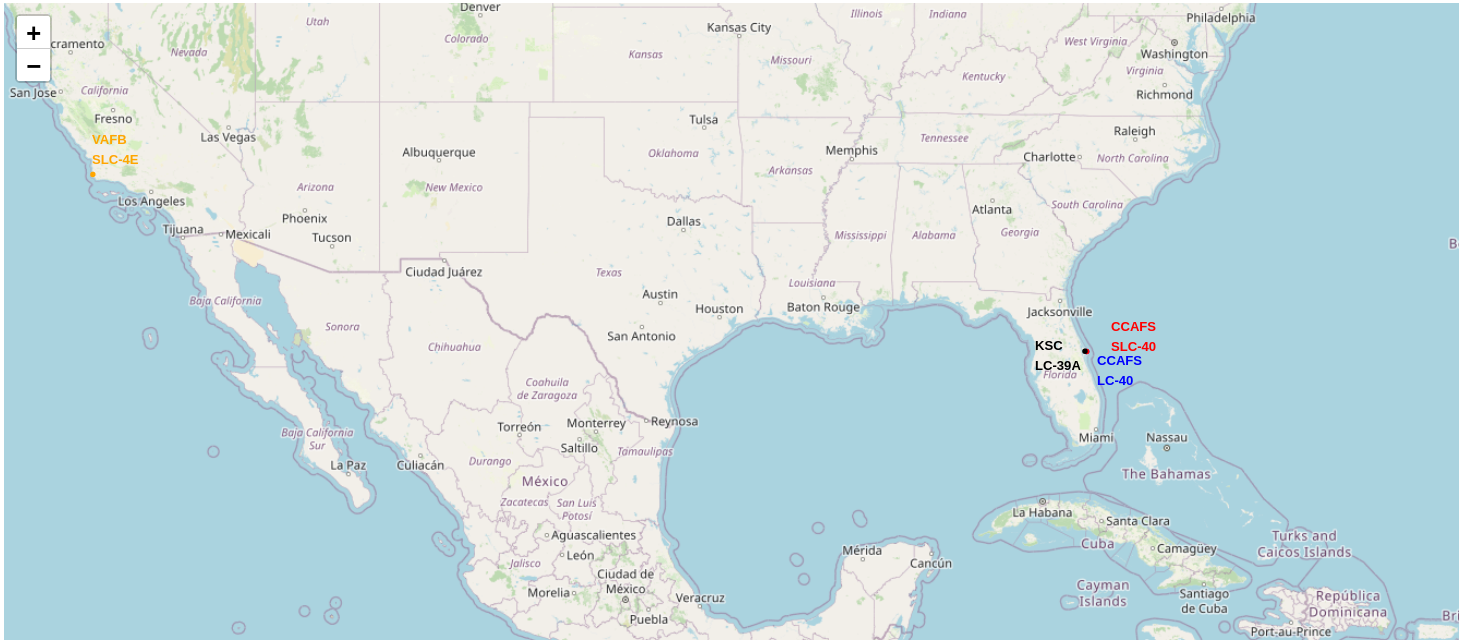 +
−
Denver
Philadelphia
Illinois
Indiana
Utah
Kansas City
Colorado
Kansas
Missouri
West Virginia
Washington
cramento
Nevada
Kentucky
Virginia
San Jose
California
Richmond
Fresno
Las Vegas
Tulsa
Raleigh
VAFB
SLC-4E
Albuquerque
Oklahoma
Memphis
Tennessee
Charlotte
North Carolina
Arkansas
Arizona
New Mexico
Los Angeles
Phoenix
Dallas
Atlanta
South Carolina
Tijuana
Mexicali
Tucson
Mississippi
Alabama
Georgia
Ciudad Juárez
Texas
Louisiana
Baja California
Austin
Houston
Baton Rouge
Jacksonville
Sonora
San Antonio
CCAFS
SLC-40
KSC
LC-39A
CCAFS
LC-40
Florida
Chihuahua
Coahuila
de Zaragoza
Torreón
Monterrey
Reynosa
Miami
Nassau
Baja California
Sur
Saltillo
Tamaulipas
La Paz
Culiacán
Durango
The Bahamas
México
Zacatecas
San Luis
Potosí
La Habana
Santa Clara
Aguascalientes
Cuba
Camagüey
Turks and
Caicos Islands
León
Jalisco
Mérida
Cancún
Ciudad de
México
Morelia
Veracruz
Puebla
Cayman
Islands
Santiago
de Cuba
República
Dominicana
Port-au-Prince